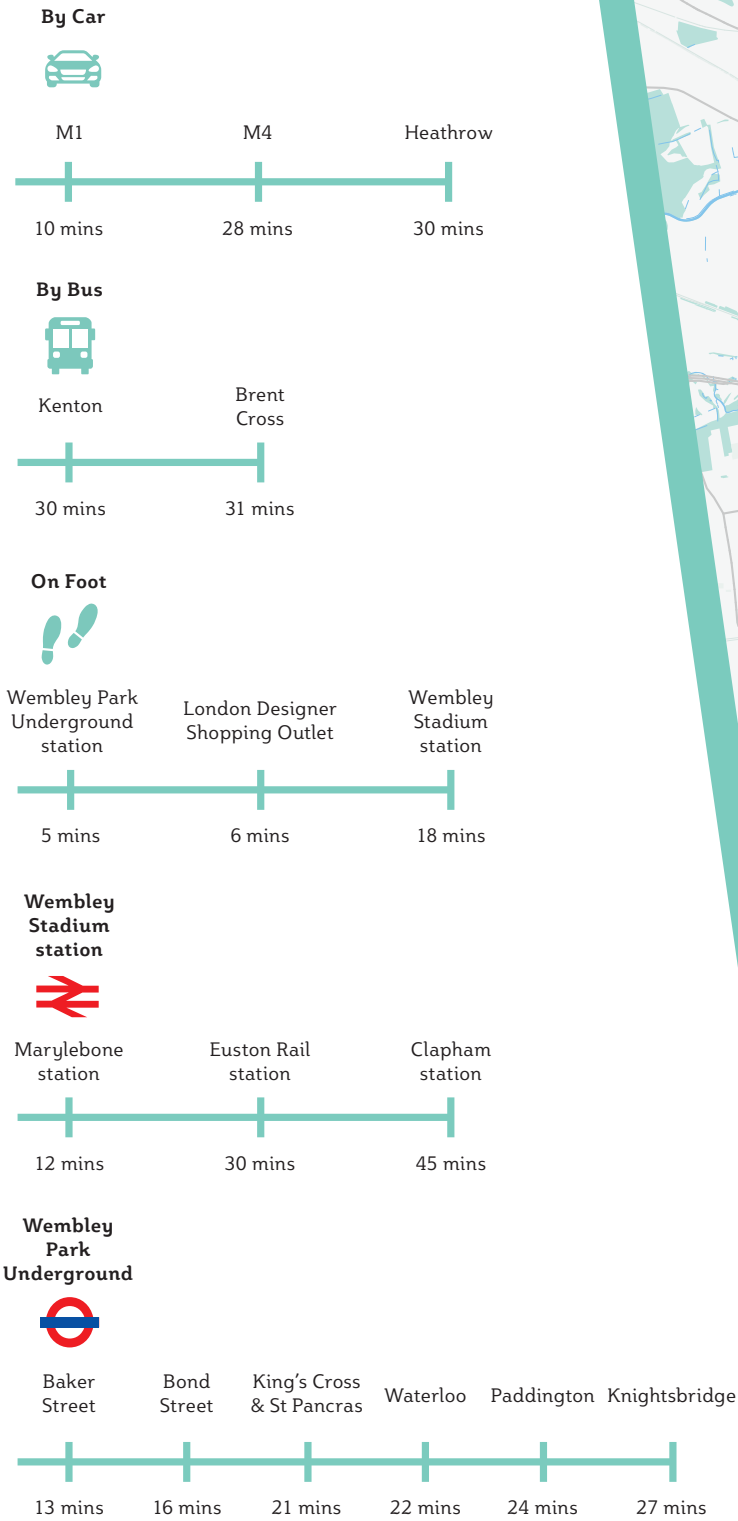 By Car
M1 M4 Heathrow
10 mins 28 mins 30 mins
By Bus
Kenton
Brent
Cross
30 mins 31 mins
On Foot
Wembley Park
Underground
station
London Designer
Shopping Outlet
Wembley
Stadium
station
5 mins 6 mins 18 mins
Wembley
Stadium
station
Marylebone
station
Euston Rail
station
Clapham
station
12 mins 30 mins 45 mins
Wembley
Park
Underground
Baker
Street
Bond
Street
King's Cross
& St Pancras
Waterloo
Paddington
Knightsbridge
13 mins 16 mins 21 mins 22 mins 24 mins 27 mins